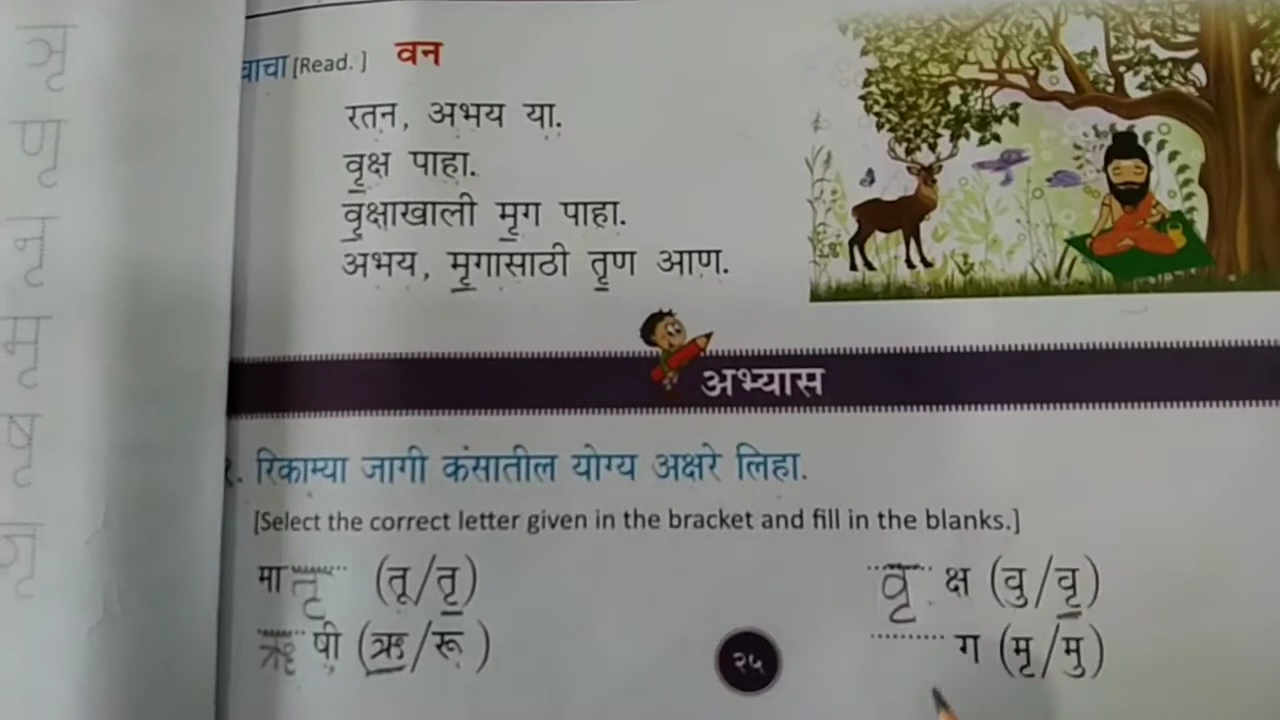 वाचा [Read. ] वन
रतन, अभय या.
वृक्ष पाहा.
वृक्षाखाली मृग पाहा.
अभय, मृगासाठी तृण आण.
अभ्यास
रिकाम्या जागी कंसातील योग्य अक्षरे लिहा.
[Select the correct letter given in the bracket and fill in the blanks.]
मातृ (तू/तृ)
वृ क्ष (वु/वृ)
ऋषी (ऋ/रू)
........ ग (मृ/मु)
२५